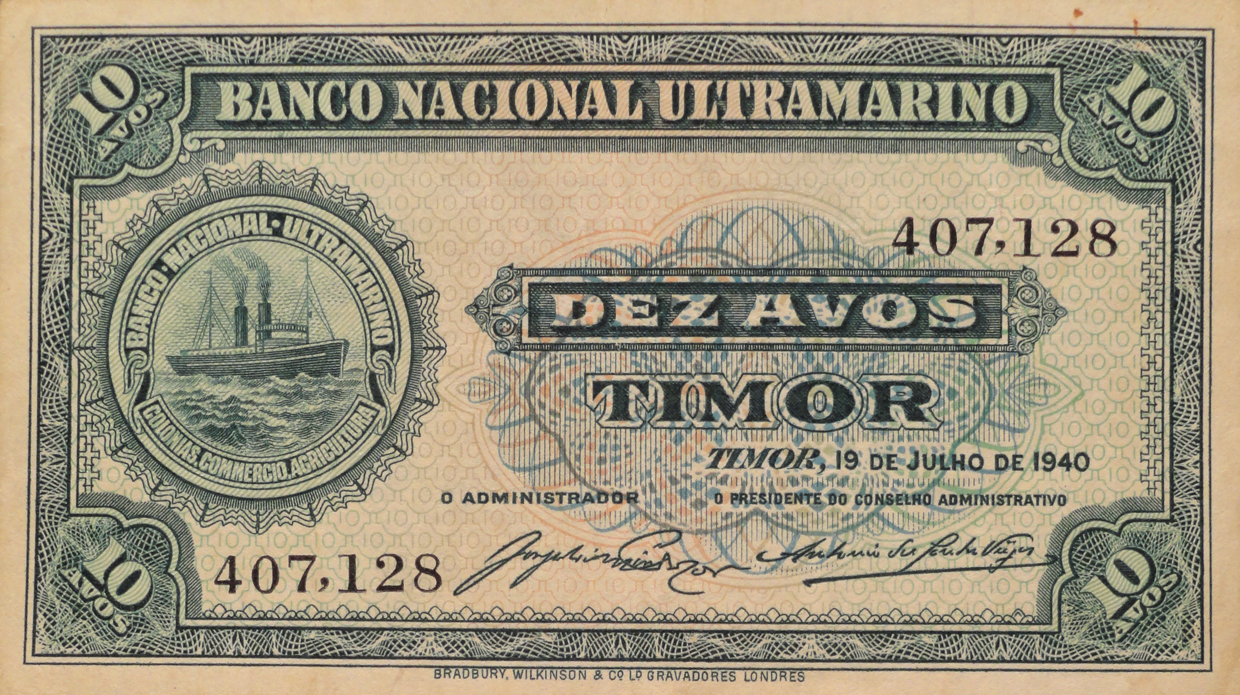 10 AVOS
BANCO NACIONAL ULTRAMARINO
10 AVOS
407,128
BANCO·NACIONAL·ULTRAMARINO
COLONIAS, COMMERCIO, AGRICULTURA
DEZ AVOS
TIMOR
TIMOR, 19 DE JULHO DE 1940
O ADMINISTRADOR
O PRESIDENTE DO CONSELHO ADMINISTRATIVO
10 AVOS
407,128
10 AVOS
BRADBURY, WILKINSON & Cº Lº GRAVADORES LONDRES